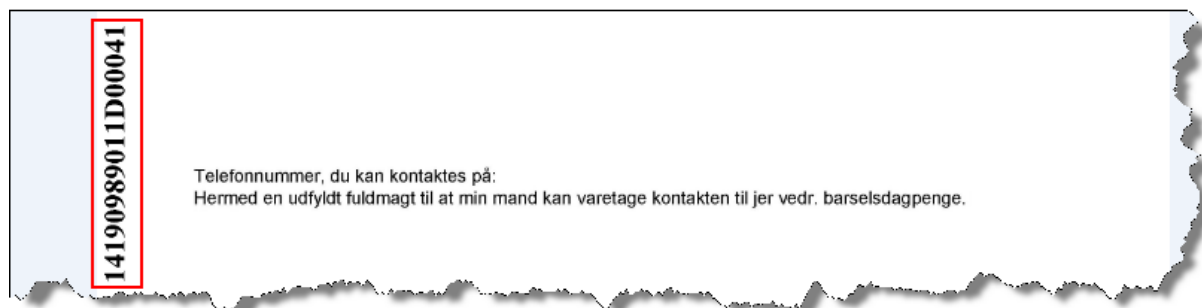 14190989011D00041
Telefonnummer, du kan kontaktes på:
Hermed en udfyldt fuldmagt til at min mand kan varetage kontakten til jer vedr. barselsdagpenge.